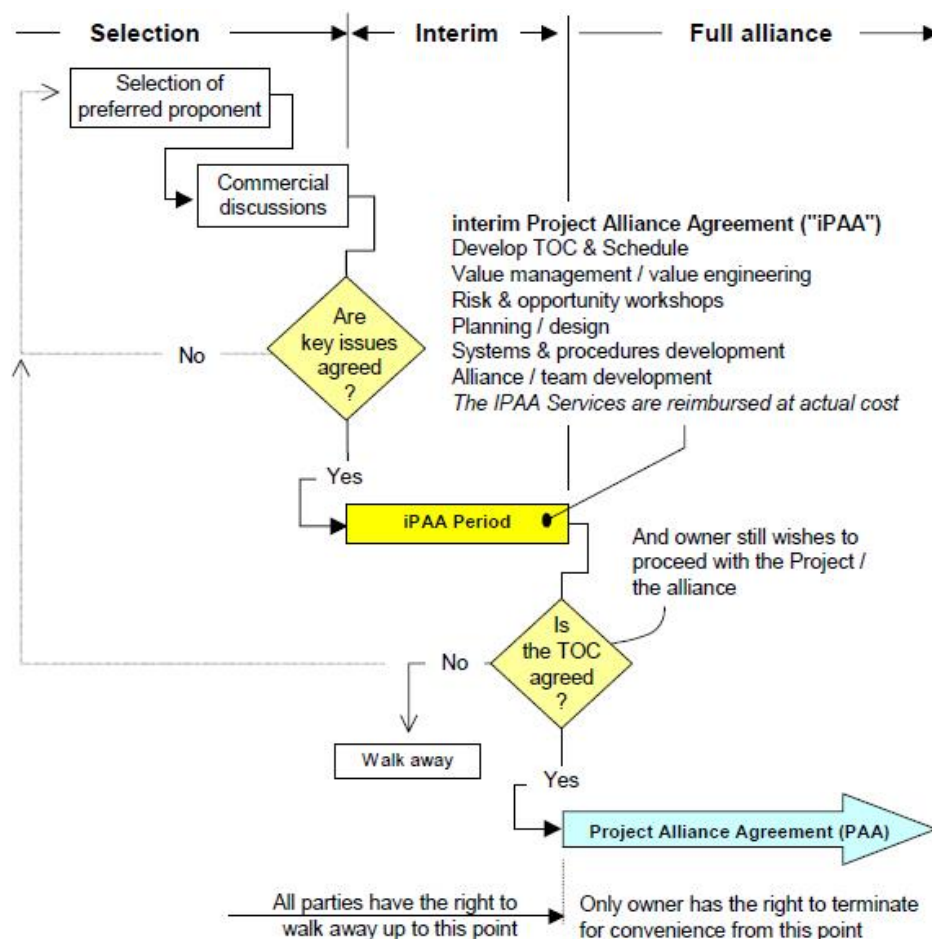 Selection
Interim
Full alliance
Selection of
preferred proponent
Commercial
discussions
interim Project Alliance Agreement ("iPAA")
Develop TOC & Schedule
Value management / value engineering
Risk & opportunity workshops
Planning / design
Systems & procedures development
Alliance / team development
The IPAA Services are reimbursed at actual cost
Are
key issues
agreed
?
No
Yes
iPAA Period
And owner still wishes to
proceed with the Project /
the alliance
Is
the TOC
agreed
?
No
Walk away
Yes
Project Alliance Agreement (PAA)
All parties have the right to
walk away up to this point
Only owner has the right to terminate
for convenience from this point